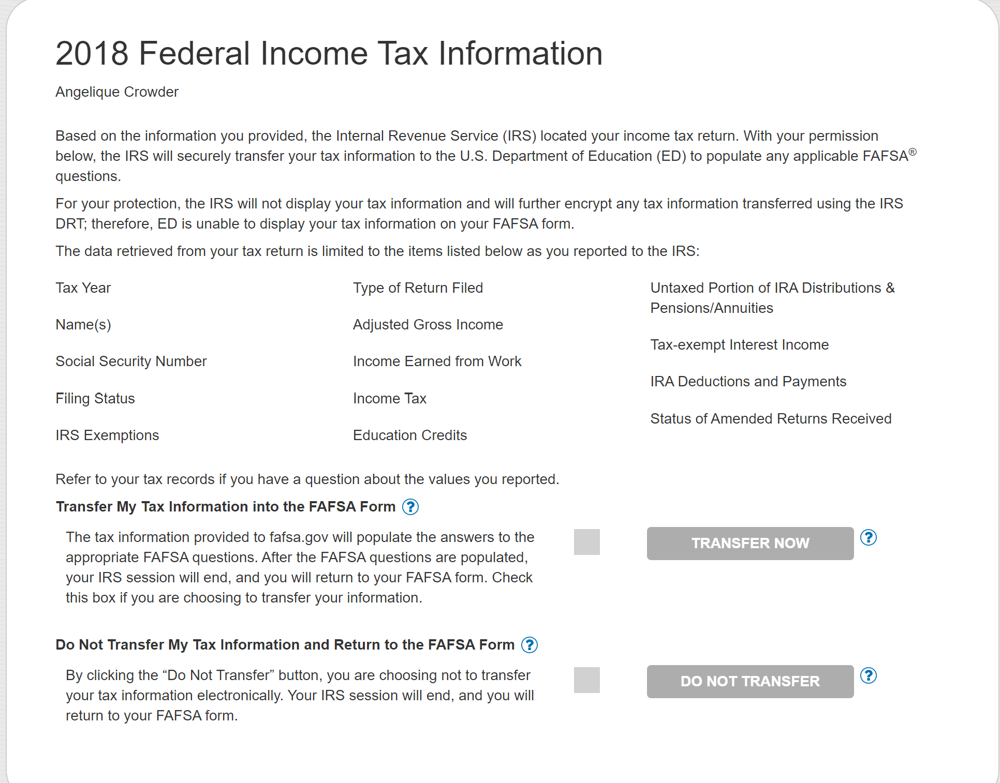 2018 Federal Income Tax Information
Angelique Crowder
Based on the information you provided, the Internal Revenue Service (IRS) located your income tax return. With your permission
below, the IRS will securely transfer your tax information to the U.S. Department of Education (ED) to populate any applicable FAFSA®
questions.
For your protection, the IRS will not display your tax information and will further encrypt any tax information transferred using the IRS
DRT; therefore, ED is unable to display your tax information on your FAFSA form.
The data retrieved from your tax return is limited to the items listed below as you reported to the IRS:
Tax Year
Name(s)
Social Security Number
Filing Status
IRS Exemptions
Type of Return Filed
Adjusted Gross Income
Income Earned from Work
Income Tax
Education Credits
Untaxed Portion of IRA Distributions &
Pensions/Annuities
Tax-exempt Interest Income
IRA Deductions and Payments
Status of Amended Returns Received
Refer to your tax records if you have a question about the values you reported.
Transfer My Tax Information into the FAFSA Form ?
The tax information provided to fafsa.gov will populate the answers to the
appropriate FAFSA questions. After the FAFSA questions are populated,
your IRS session will end, and you will return to your FAFSA form. Check
this box if you are choosing to transfer your information.
TRANSFER NOW ?
Do Not Transfer My Tax Information and Return to the FAFSA Form ?
By clicking the “Do Not Transfer” button, you are choosing not to transfer
your tax information electronically. Your IRS session will end, and you will
return to your FAFSA form.
DO NOT TRANSFER ?